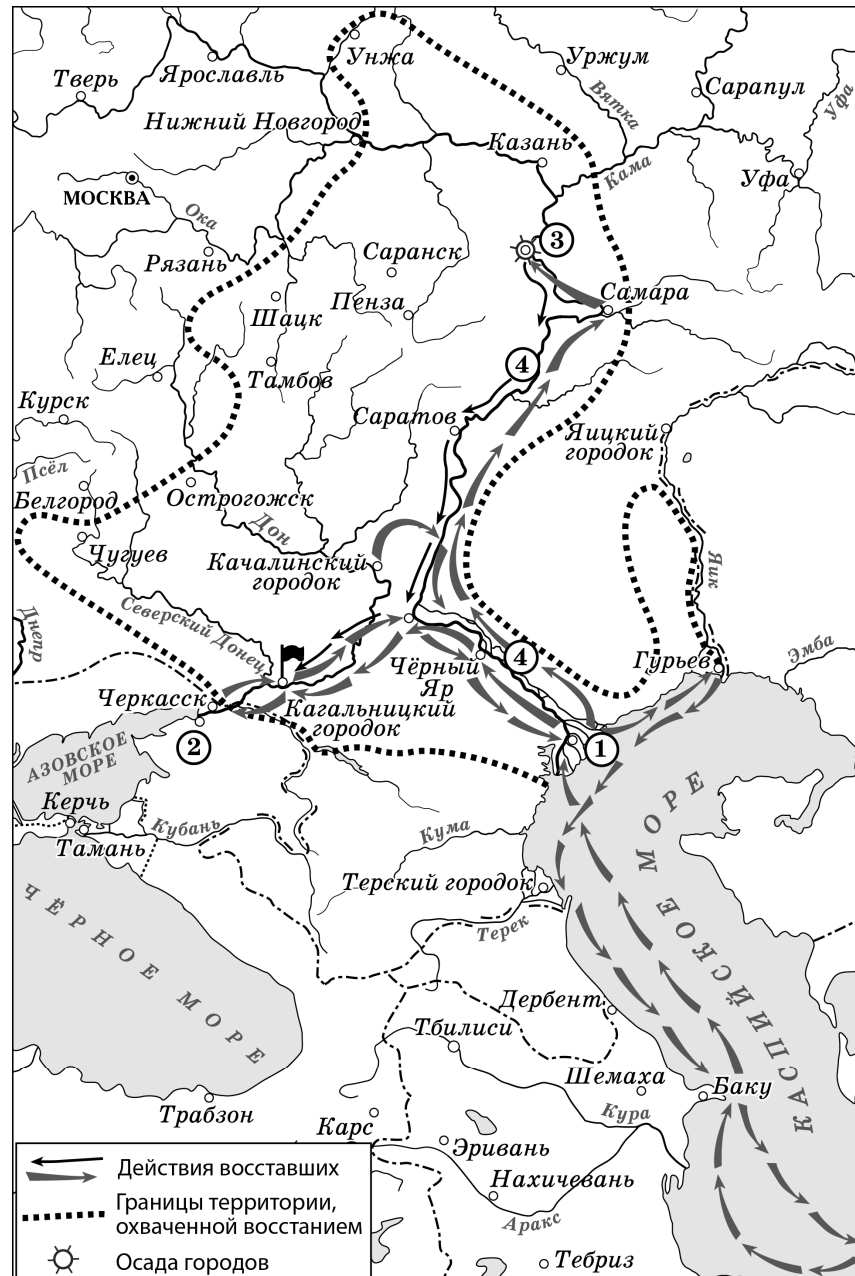 Унжа
Уржум
Ярославль
Тверь
Вятка
Сарапул
Уфа
Нижний Новгород
Казань
Кама
Уфа
МОСКВА
Ока
3
Рязань
Саранск
Самара
Шацк
Пенза
Елец
4
Тамбов
Курск
Саратов
Яицкий
городок
Псёл
Белгород
Острогожск
Дон
Чугуев
Качалинский
городок
Яик
Северский Донец
Днепр
Чёрный
Яр
4
Гурьев
Эмба
Черкасск
Кагальницкий
городок
2
1
АЗОВСКОЕ
МОРЕ
Керчь
Тамань
Кубань
Кума
КАСПИЙСКОЕ МОРЕ
Терский городок
Терек
ЧЁРНОЕ МОРЕ
Дербент
Тбилиси
Шемаха
Баку
Трабзон
Карс
Кура
Эривань
Нахичевань
Аракс
Тебриз
Действия восставших
Границы территории,
охваченной восстанием
Осада городов